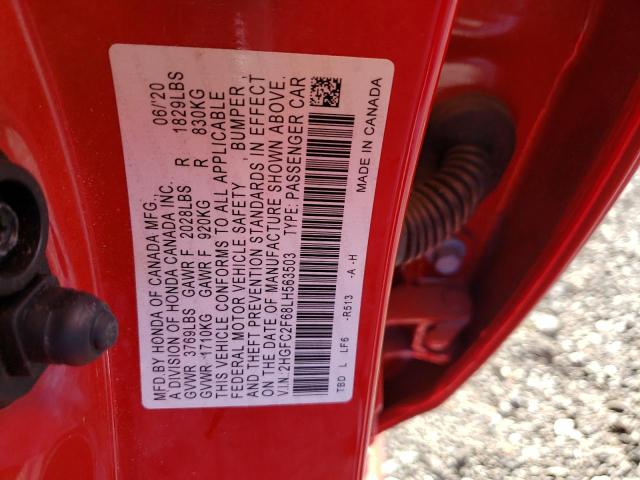 MFD. BY HONDA OF CANADA MFG., 06/'20
A DIVISION OF HONDA CANADA INC.
GVWR 3769LBS GAWR F 2028LBS R 1829LBS
GVWR 1710KG GAWR F 920KG R 830KG
THIS VEHICLE CONFORMS TO ALL APPLICABLE
FEDERAL MOTOR VEHICLE SAFETY , BUMPER ,
AND THEFT PREVENTION STANDARDS IN EFFECT
ON THE DATE OF MANUFACTURE SHOWN ABOVE.
V.I.N:2HGFC2F68LH563503 TYPE: PASSENGER CAR
TBD L LF6 -R513 -A -H
MADE IN CANADA